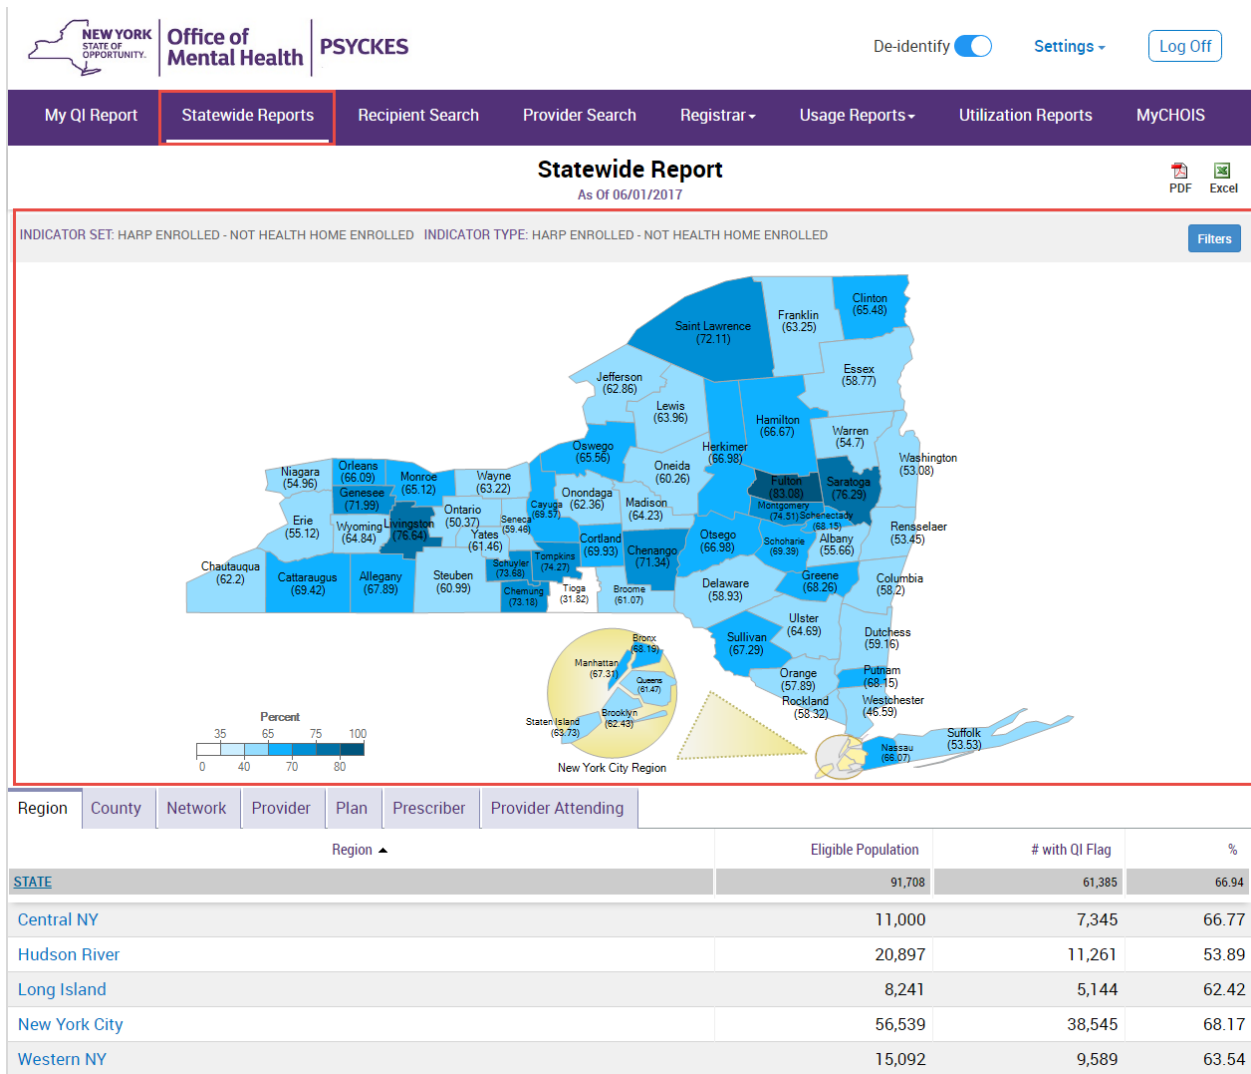 NEW YORK
STATE OF
OPPORTUNITY.
Office of
Mental Health
PSYCKES
De-identify
Settings
Log Off
My QI Report
Statewide Reports
Recipient Search
Provider Search
Registrar
Usage Reports
Utilization Reports
MyCHOIS
Statewide Report
As Of 06/01/2017
PDF
Excel
INDICATOR SET: HARP ENROLLED - NOT HEALTH HOME ENROLLED INDICATOR TYPE: HARP ENROLLED - NOT HEALTH HOME ENROLLED
Filters
Clinton
(65.48)
Franklin
(63.25)
Saint Lawrence
(72.11)
Essex
(58.77)
Jefferson
(62.86)
Lewis
(63.96)
Hamilton
(66.67)
Warren
(54.7)
Oswego
(65.56)
Herkimer
(66.98)
Washington
(53.08)
Oneida
(60.26)
Niagara
(54.96)
Orleans
(66.09)
Monroe
(65.12)
Wayne
(63.22)
Fulton
(83.08)
Saratoga
(76.29)
Genesee
(71.99)
Onondaga
(62.36)
Madison
(64.23)
Cayuga
(69.57)
Montgomery
(74.51)
Schenectady
(68.15)
Ontario
(50.37)
Seneca
(59.46)
Erie
(55.12)
Wyoming
(64.84)
Livingston
(76.64)
Yates
(61.46)
Cortland
(69.93)
Otsego
(66.98)
Schoharie
(69.39)
Albany
(55.66)
Rensselaer
(53.45)
Chenango
(71.34)
Tompkins
(74.27)
Schuyler
(73.68)
Chautauqua
(62.2)
Cattaraugus
(69.42)
Allegany
(67.89)
Steuben
(60.99)
Chemung
(73.18)
Tioga
(31.82)
Broome
(61.07)
Delaware
(58.93)
Greene
(68.26)
Columbia
(58.2)
Ulster
(64.69)
Sullivan
(67.29)
Dutchess
(59.16)
Bronx
(68.19)
Manhattan
(67.31)
Queens
(61.47)
Orange
(57.89)
Putnam
(68.15)
Rockland
(58.32)
Westchester
(46.59)
Brooklyn
(62.43)
Staten Island
(63.73)
Suffolk
(53.53)
Nassau
(66.07)
New York City Region
Percent
35 65 75 100
0 40 70 80
Region County Network Provider Plan Prescriber Provider Attending
Region Eligible Population # with QI Flag %
STATE 91,708 61,385 66.94
Central NY 11,000 7,345 66.77
Hudson River 20,897 11,261 53.89
Long Island 8,241 5,144 62.42
New York City 56,539 38,545 68.17
Western NY 15,092 9,589 63.54